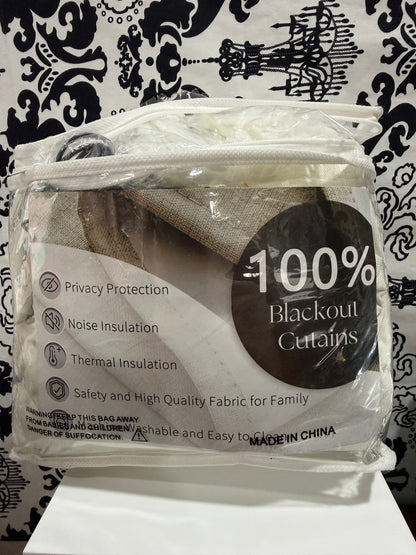 100%
Blackout
Cutains
Privacy Protection
Noise Insulation
Thermal Insulation
Safety and High Quality Fabric for Family
Washable and Easy to Clean
WARNING KEEP THIS BAG AWAY
FROM BABIES AND CHILDREN
DANGER OF SUFFOCATION
MADE IN CHINA